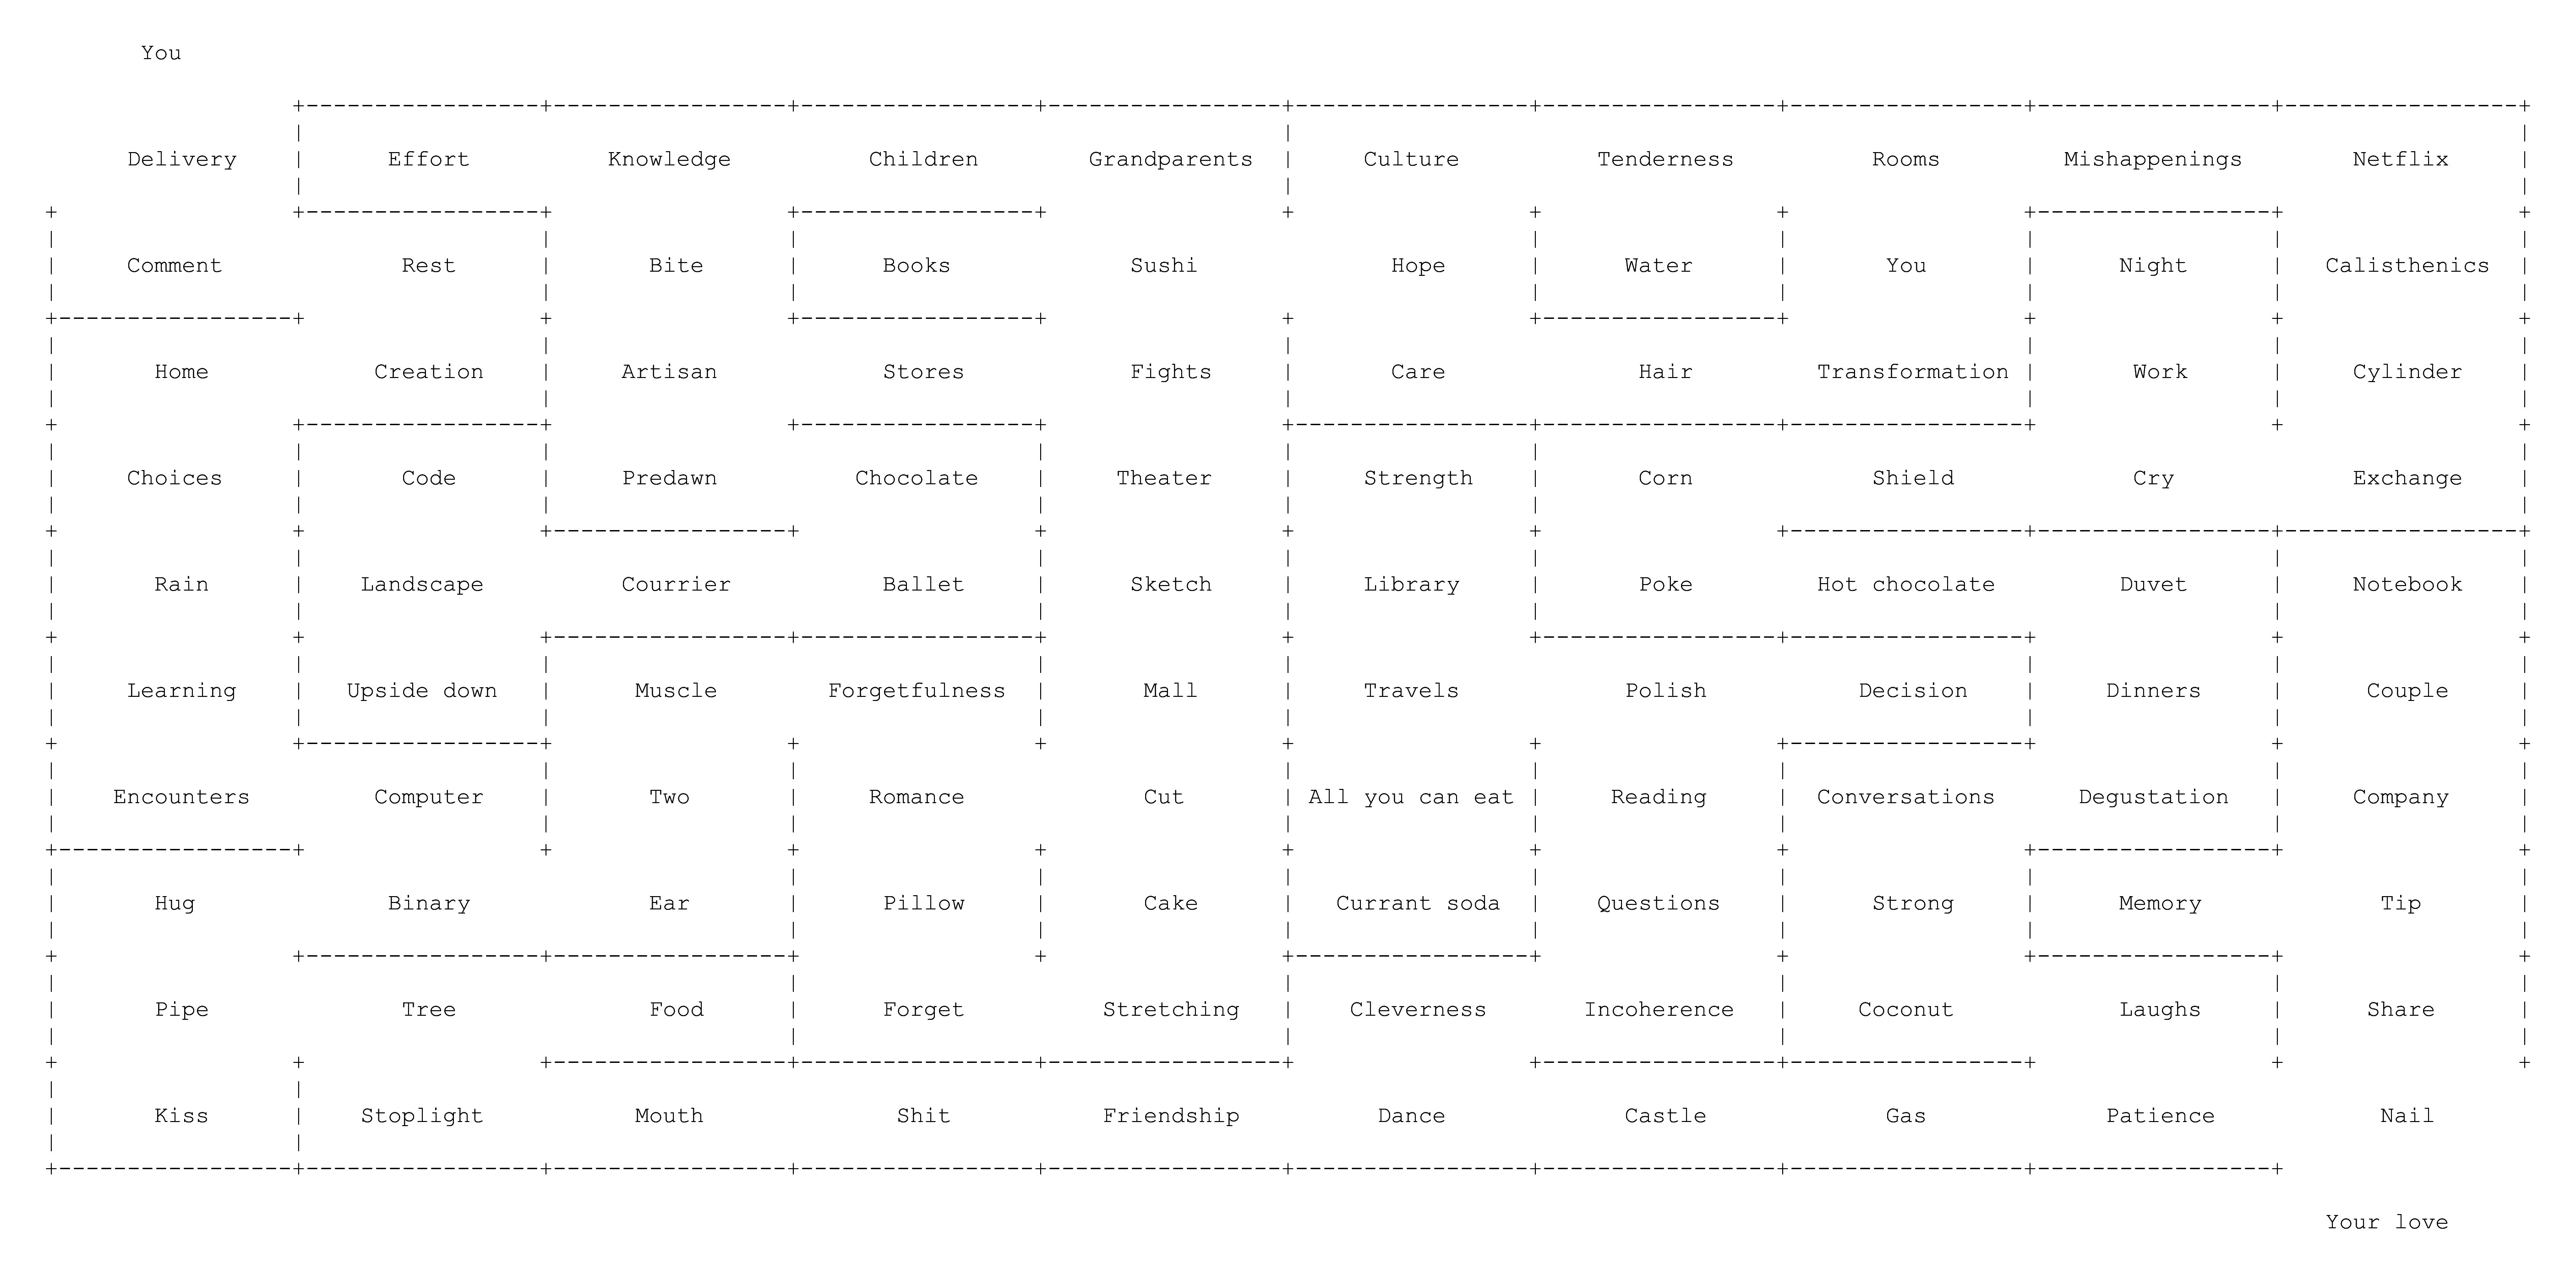 You
Delivery Effort Knowledge Children Grandparents Culture Tenderness Rooms Mishappenings Netflix
Comment Rest Bite Books Sushi Hope Water You Night Calisthenics
Home Creation Artisan Stores Fights Care Hair Transformation Work Cylinder
Choices Code Predawn Chocolate Theater Strength Corn Shield Cry Exchange
Rain Landscape Courrier Ballet Sketch Library Poke Hot chocolate Duvet Notebook
Learning Upside down Muscle Forgetfulness Mall Travels Polish Decision Dinners Couple
Encounters Computer Two Romance Cut All you can eat Reading Conversations Degustation Company
Hug Binary Ear Pillow Cake Currant soda Questions Strong Memory Tip
Pipe Tree Food Forget Stretching Cleverness Incoherence Coconut Laughs Share
Kiss Stoplight Mouth Shit Friendship Dance Castle Gas Patience Nail
Your love